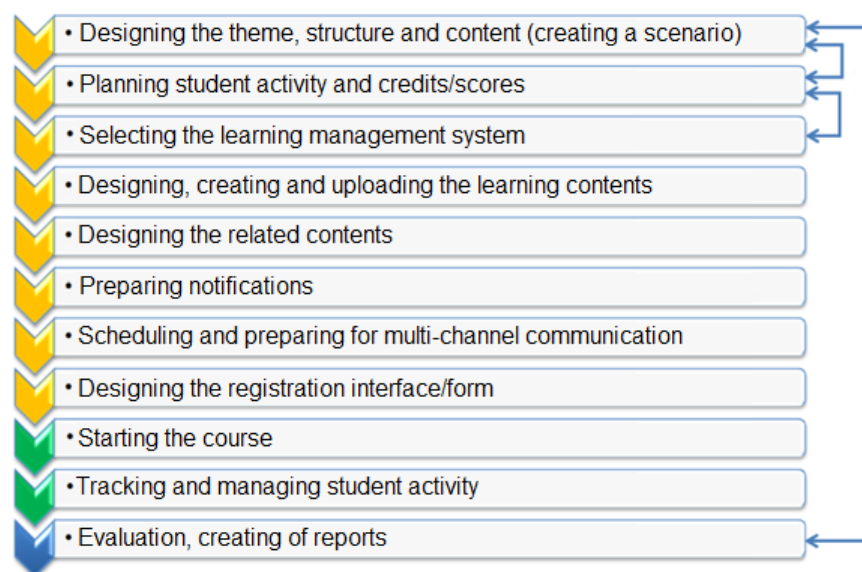 • Designing the theme, structure and content (creating a scenario)
• Planning student activity and credits/scores
• Selecting the learning management system
• Designing, creating and uploading the learning contents
• Designing the related contents
• Preparing notifications
• Scheduling and preparing for multi-channel communication
• Designing the registration interface/form
• Starting the course
•Tracking and managing student activity
• Evaluation, creating of reports